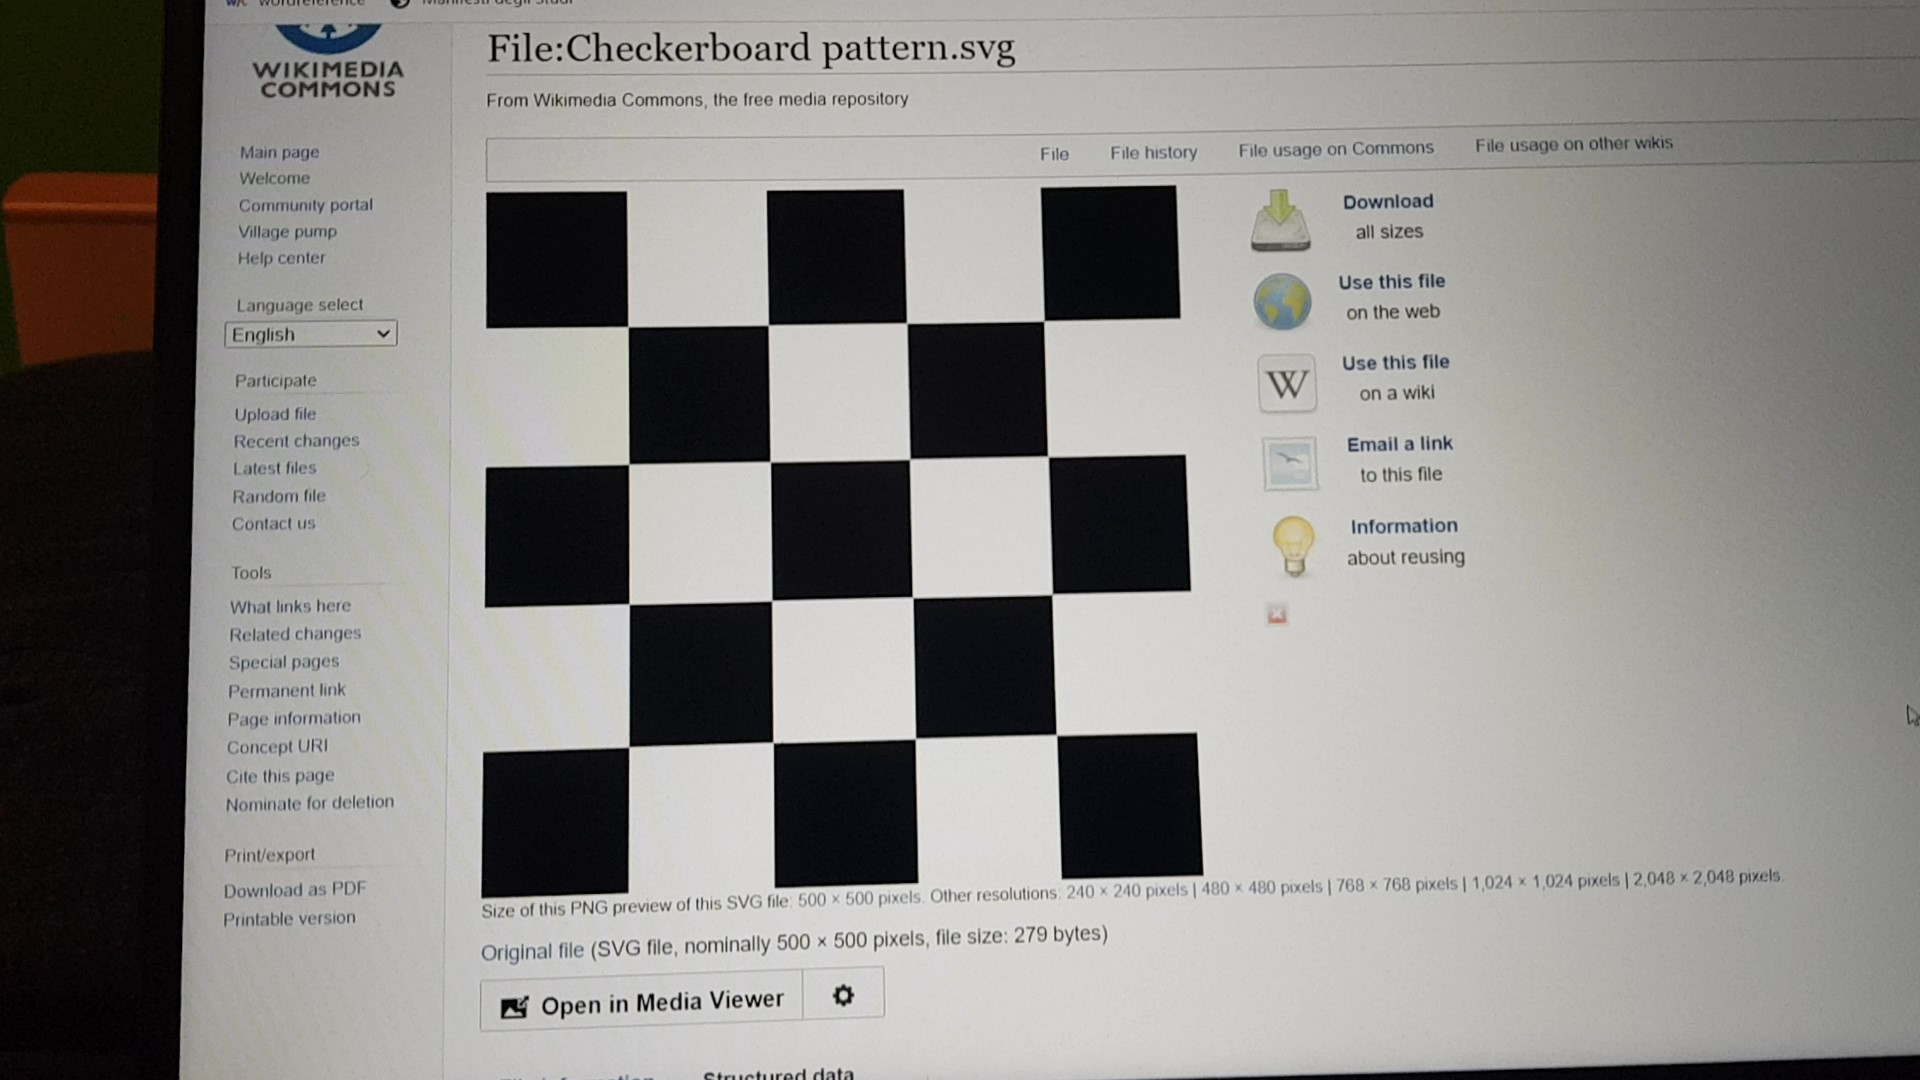 wordreference
Manifesti degli Studi
WIKIMEDIA
COMMONS
Main page
Welcome
Community portal
Village pump
Help center
Language select
English
Participate
Upload file
Recent changes
Latest files
Random file
Contact us
Tools
What links here
Related changes
Special pages
Permanent link
Page information
Concept URI
Cite this page
Nominate for deletion
Print/export
Download as PDF
Printable version
File:Checkerboard pattern.svg
From Wikimedia Commons, the free media repository
File File history File usage on Commons File usage on other wikis
Download
all sizes
Use this file
on the web
W
Use this file
on a wiki
Email a link
to this file
Information
about reusing
Size of this PNG preview of this SVG file: 500 × 500 pixels. Other resolutions: 240 × 240 pixels | 480 × 480 pixels | 768 × 768 pixels | 1,024 × 1,024 pixels | 2,048 × 2,048 pixels.
Original file (SVG file, nominally 500 × 500 pixels, file size: 279 bytes)
Open in Media Viewer
Structured data